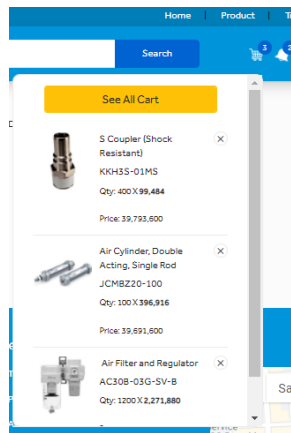 Home Product
Search 3
See All Cart
S Coupler (Shock
Resistant)
KKH3S-01MS
Qty: 400 X 99,484
Price: 39,793,600
Air Cylinder, Double
Acting, Single Rod
JCMBZ20-100
Qty: 100 X 396,916
Price: 39,691,600
Air Filter and Regulator
AC30B-03G-SV-B
Qty: 1200 X 2,271,880